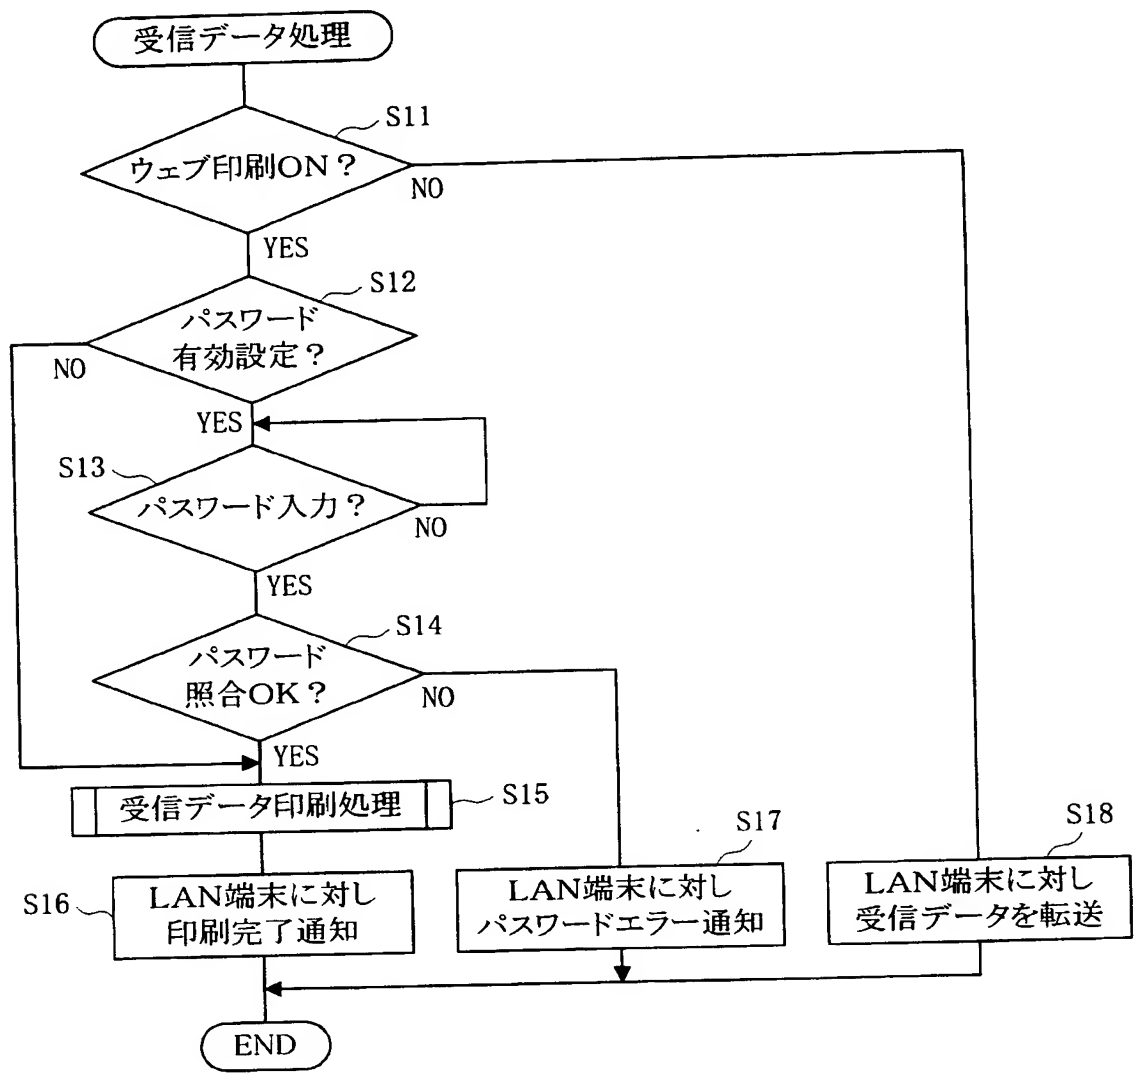 受信データ処理
S11
ウェブ印刷ON?
NO
YES
S12
パスワード
有効設定?
NO
YES
S13
パスワード入力?
NO
YES
S14
パスワード
照合OK?
NO
YES
受信データ印刷処理
S15
S16
LAN端末に対し
印刷完了通知
S17
LAN端末に対し
パスワードエラー通知
S18
LAN端末に対し
受信データを転送
END